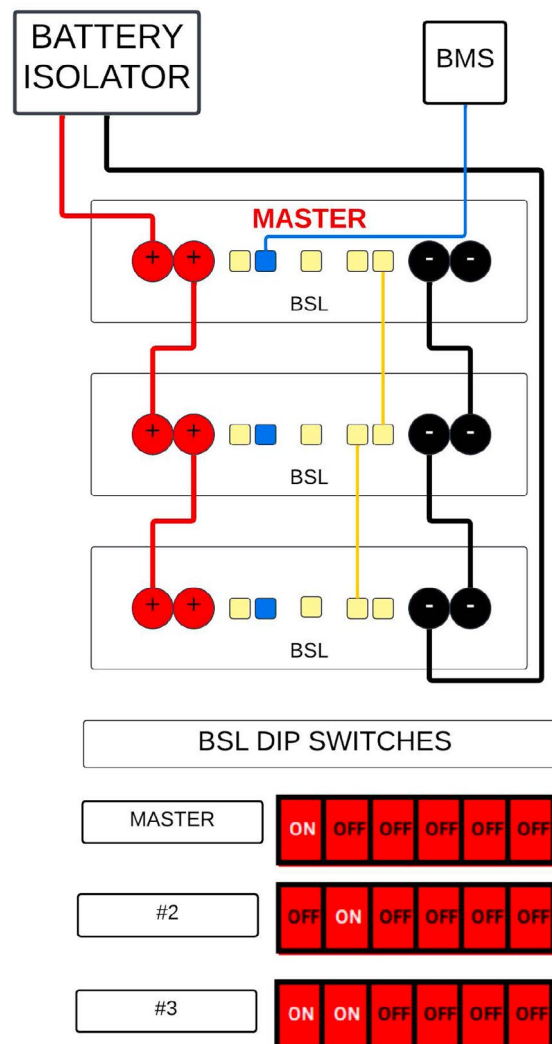 BATTERY
ISOLATOR
BMS
MASTER
+ + - -
BSL
+ + - -
BSL
+ + - -
BSL
BSL DIP SWITCHES
MASTER ON OFF OFF OFF OFF OFF
#2 OFF ON OFF OFF OFF OFF
#3 ON ON OFF OFF OFF OFF